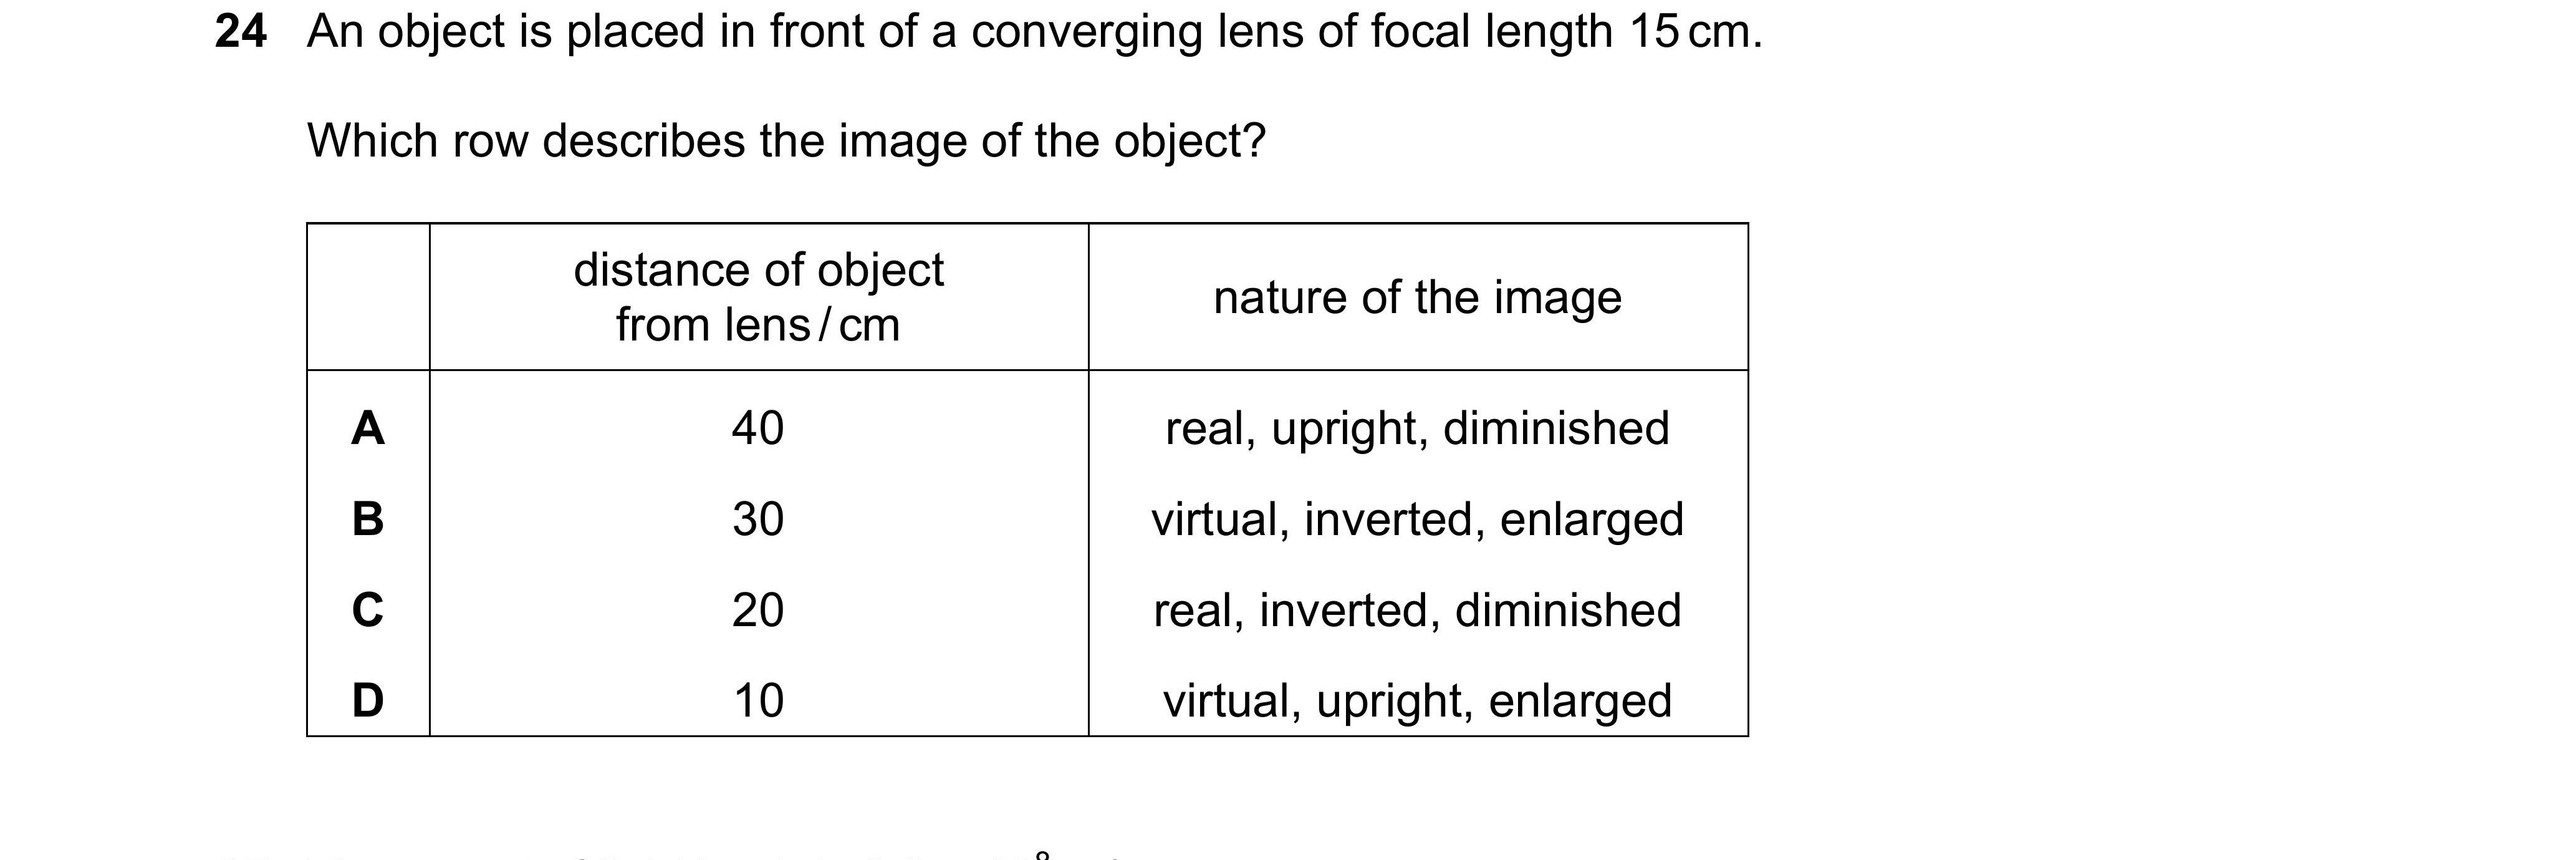 24 An object is placed in front of a converging lens of focal length 15 cm.
Which row describes the image of the object?
distance of object
from lens / cm
nature of the image
A 40 real, upright, diminished
B 30 virtual, inverted, enlarged
C 20 real, inverted, diminished
D 10 virtual, upright, enlarged